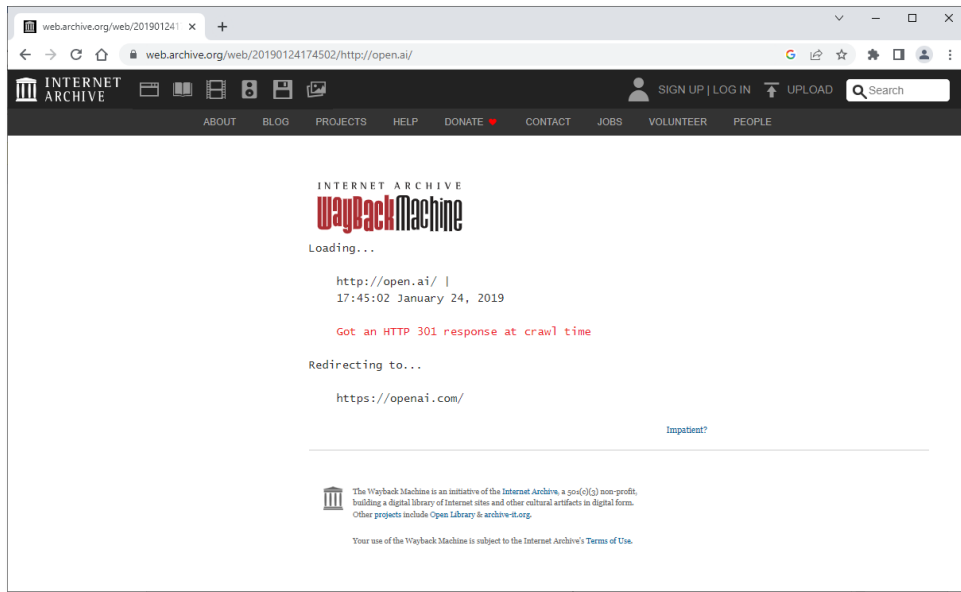 web.archive.org/web/201901241
web.archive.org/web/20190124174502/http://open.ai/
INTERNET ARCHIVE
SIGN UP | LOG IN
UPLOAD
Search
ABOUT BLOG PROJECTS HELP DONATE CONTACT JOBS VOLUNTEER PEOPLE
INTERNET ARCHIVE
WayBackMachine
Loading...
http://open.ai/ |
17:45:02 January 24, 2019
Got an HTTP 301 response at crawl time
Redirecting to...
https://openai.com/
Impatient?
The Wayback Machine is an initiative of the Internet Archive, a 501(c)(3) non-profit,
building a digital library of Internet sites and other cultural artifacts in digital form.
Other projects include Open Library & archive-it.org.
Your use of the Wayback Machine is subject to the Internet Archive's Terms of Use.